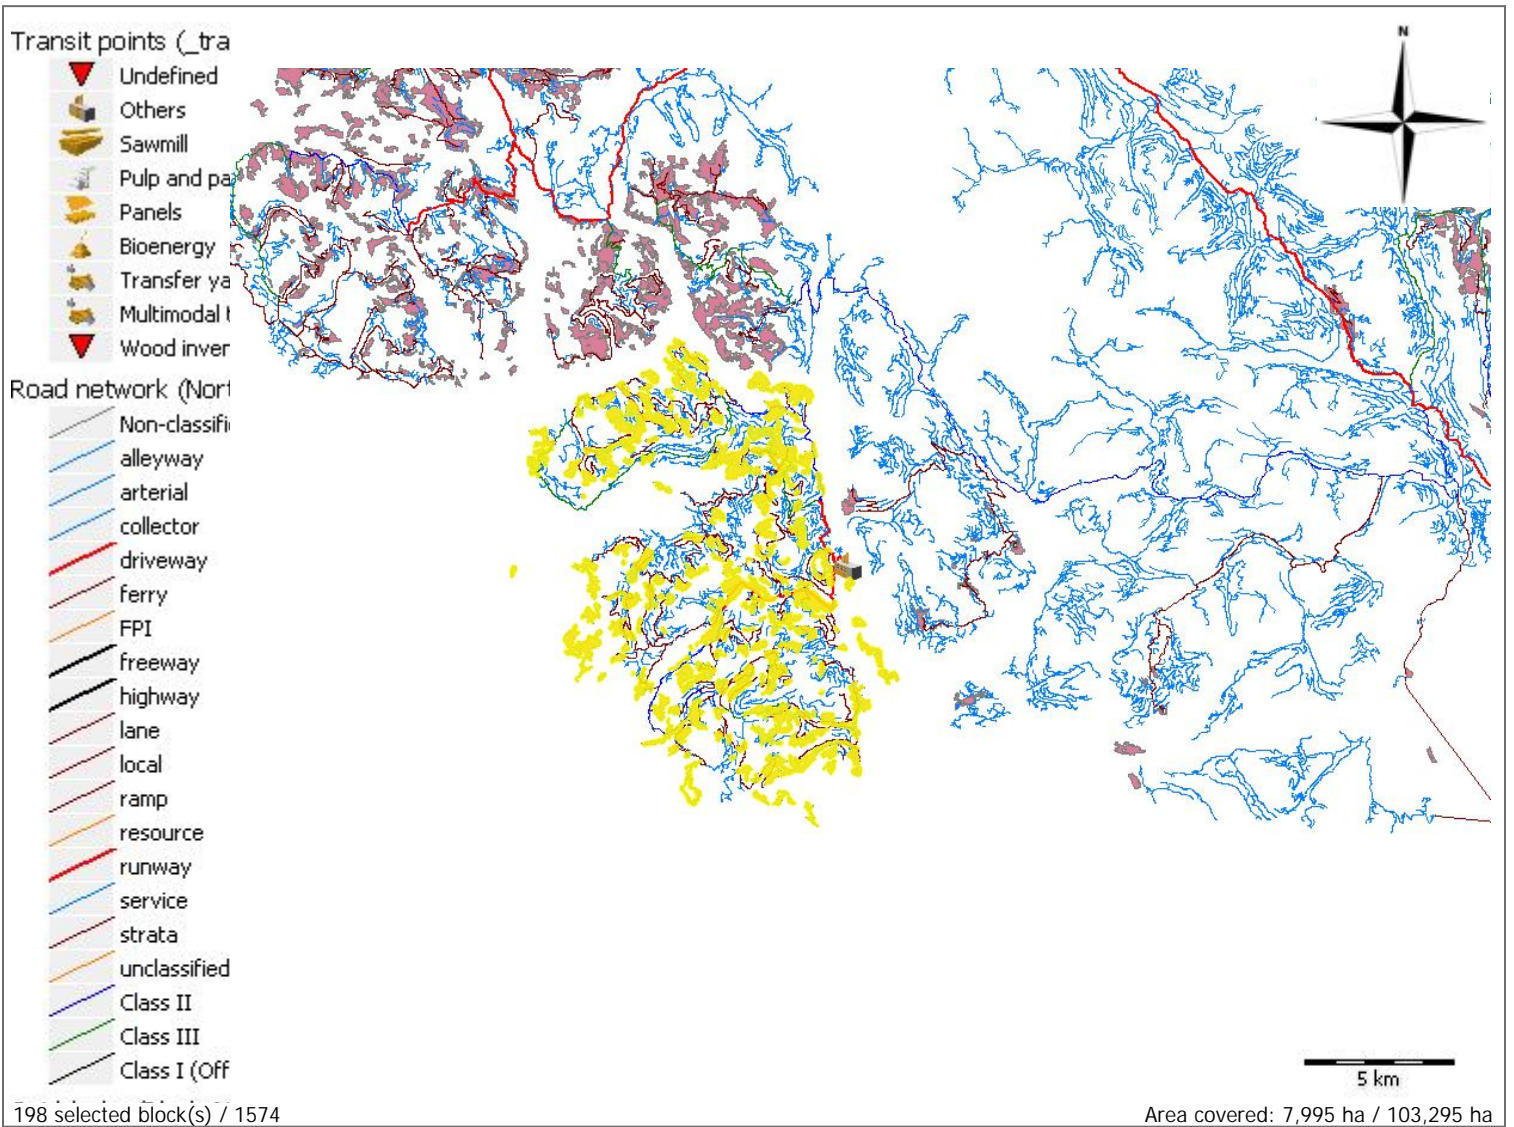 Transit points (_tra
Undefined
Others
Sawmill
Pulp and pa
Panels
Bioenergy
Transfer ya
Multimodal t
Wood inver
Road network (Nort
Non-classifi
alleyway
arterial
collector
driveway
ferry
FPI
freeway
highway
lane
local
ramp
resource
runway
service
strata
unclassified
Class II
Class III
Class I (Off
N
5 km
198 selected block(s) / 1574
Area covered: 7,995 ha / 103,295 ha